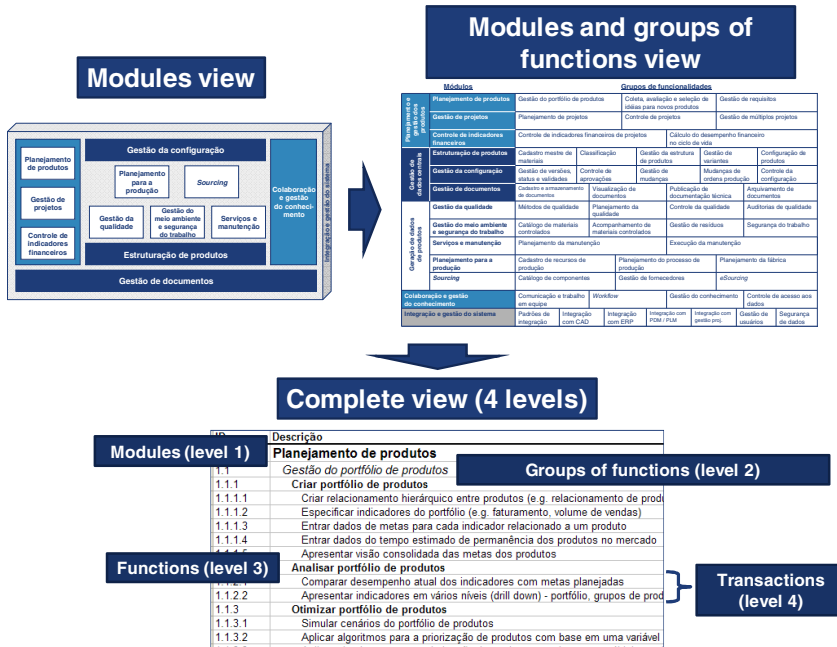 Modules view
Modules and groups of
functions view
Planejamento
de produtos
Gestão de
projetos
Controle de
indicadores
financeiros
Gestão da configuração
Planejamento
para a
produção
Sourcing
Gestão da
qualidade
Gestão do
meio ambiente
e segurança
do trabalho
Serviços e
manutenção
Estruturação de produtos
Gestão de documentos
Colaboração
e gestão
do conheci-
mento
Integração e gestão do sistema
Módulos
Grupos de funcionalidades
Planejamento e
gestão dos
produtos
Planejamento de produtos
Gestão do portfólio de produtos
Coleta, avaliação e seleção de
idéias para novos produtos
Gestão de requisitos
Gestão de projetos
Planejamento de projetos
Controle de projetos
Gestão de múltiplos projetos
Controle de indicadores
financeiros
Controle de indicadores financeiros de projetos
Cálculo do desempenho financeiro
no ciclo de vida
Gestão de
dados centrais
Estruturação de produtos
Cadastro mestre de
materiais
Classificação
Gestão da estrutura
de produtos
Gestão de
variantes
Configuração de
produtos
Gestão da configuração
Gestão de versões,
status e validades
Controle de
aprovações
Gestão de
mudanças
Mudanças de
ordens produção
Controle da
configuração
Gestão de documentos
Cadastro e armazenamento
de documentos
Visualização de
documentos
Publicação de
documentação técnica
Arquivamento de
documentos
Geração de dados
de produtos
Gestão da qualidade
Métodos de qualidade
Planejamento da
qualidade
Controle da qualidade
Auditorias de qualidade
Gestão do meio ambiente
e segurança do trabalho
Catálogo de materiais
controlados
Acompanhamento de
materiais controlados
Gestão de resíduos
Segurança do trabalho
Serviços e manutenção
Planejamento da manutenção
Execução da manutenção
Planejamento para a
produção
Cadastro de recursos de
produção
Planejamento do processo de
produção
Planejamento da fábrica
Sourcing
Catálogo de componentes
Gestão de fornecedores
eSourcing
Colaboração e gestão
do conhecimento
Comunicação e trabalho
em equipe
Workflow
Gestão do conhecimento
Controle de acesso aos
dados
Integração e gestão do sistema
Padrões de
integração
Integração
com CAD
Integração
com ERP
Integração com
PDM / PLM
Integração com
gestão proj.
Gestão de
usuários
Segurança
de dados
Complete view (4 levels)
Descrição
Modules (level 1)
Planejamento de produtos
1.1 Gestão do portfólio de produtos
Groups of functions (level 2)
1.1.1 Criar portfólio de produtos
1.1.1.1 Criar relacionamento hierárquico entre produtos (e.g. relacionamento de prod
1.1.1.2 Especificar indicadores do portfólio (e.g. faturamento, volume de vendas)
1.1.1.3 Entrar dados de metas para cada indicador relacionado a um produto
1.1.1.4 Entrar dados do tempo estimado de permanência dos produtos no mercado
Apresentar visão consolidada das metas dos produtos
Functions (level 3)
Analisar portfólio de produtos
Comparar desempenho atual dos indicadores com metas planejadas
1.1.2.2 Apresentar indicadores em vários níveis (drill down) - portfólio, grupos de prod
Transactions
(level 4)
1.1.3 Otimizar portfólio de produtos
1.1.3.1 Simular cenários do portfólio de produtos
1.1.3.2 Aplicar algoritmos para a priorização de produtos com base em uma variável